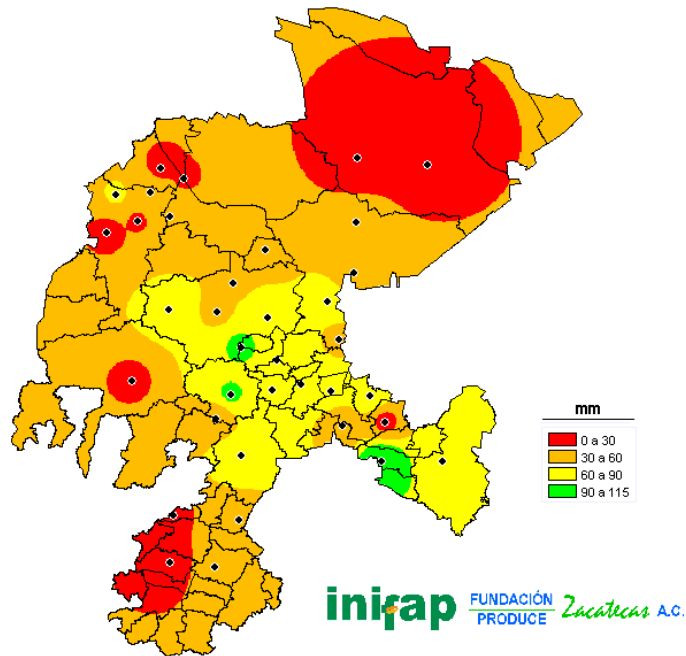 mm
0 a 30
30 a 60
60 a 90
90 a 115
inifap
FUNDACIÓN
PRODUCE
Zacatecas A.C.